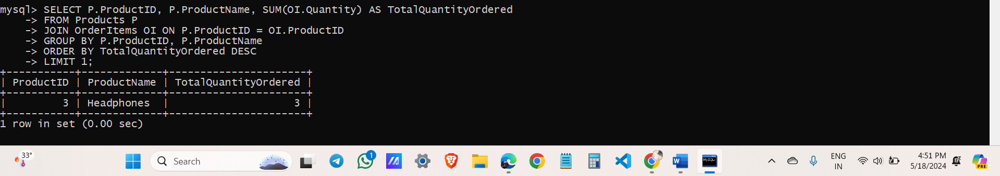 mysql> SELECT P.ProductID, P.ProductName, SUM(OI.Quantity) AS TotalQuantityOrdered
    -> FROM Products P
    -> JOIN OrderItems OI ON P.ProductID = OI.ProductID
    -> GROUP BY P.ProductID, P.ProductName
    -> ORDER BY TotalQuantityOrdered DESC
    -> LIMIT 1;
+-----------+-------------+----------------------+
| ProductID | ProductName | TotalQuantityOrdered |
+-----------+-------------+----------------------+
|         3 | Headphones  |                    3 |
+-----------+-------------+----------------------+
1 row in set (0.00 sec)
33°
Search
1
W
MySQL
ENG
IN
4:51 PM
5/18/2024
PRE